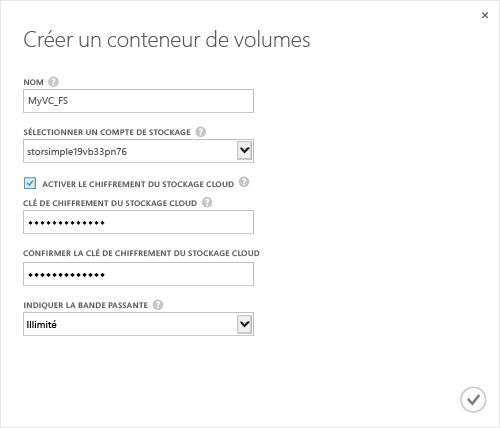 Créer un conteneur de volumes
NOM
MyVC_FS
SÉLECTIONNER UN COMPTE DE STOCKAGE
storsimple19vb33pn76
ACTIVER LE CHIFFREMENT DU STOCKAGE CLOUD
CLÉ DE CHIFFREMENT DU STOCKAGE CLOUD
CONFIRMER LA CLÉ DE CHIFFREMENT DU STOCKAGE CLOUD
INDIQUER LA BANDE PASSANTE
Illimité